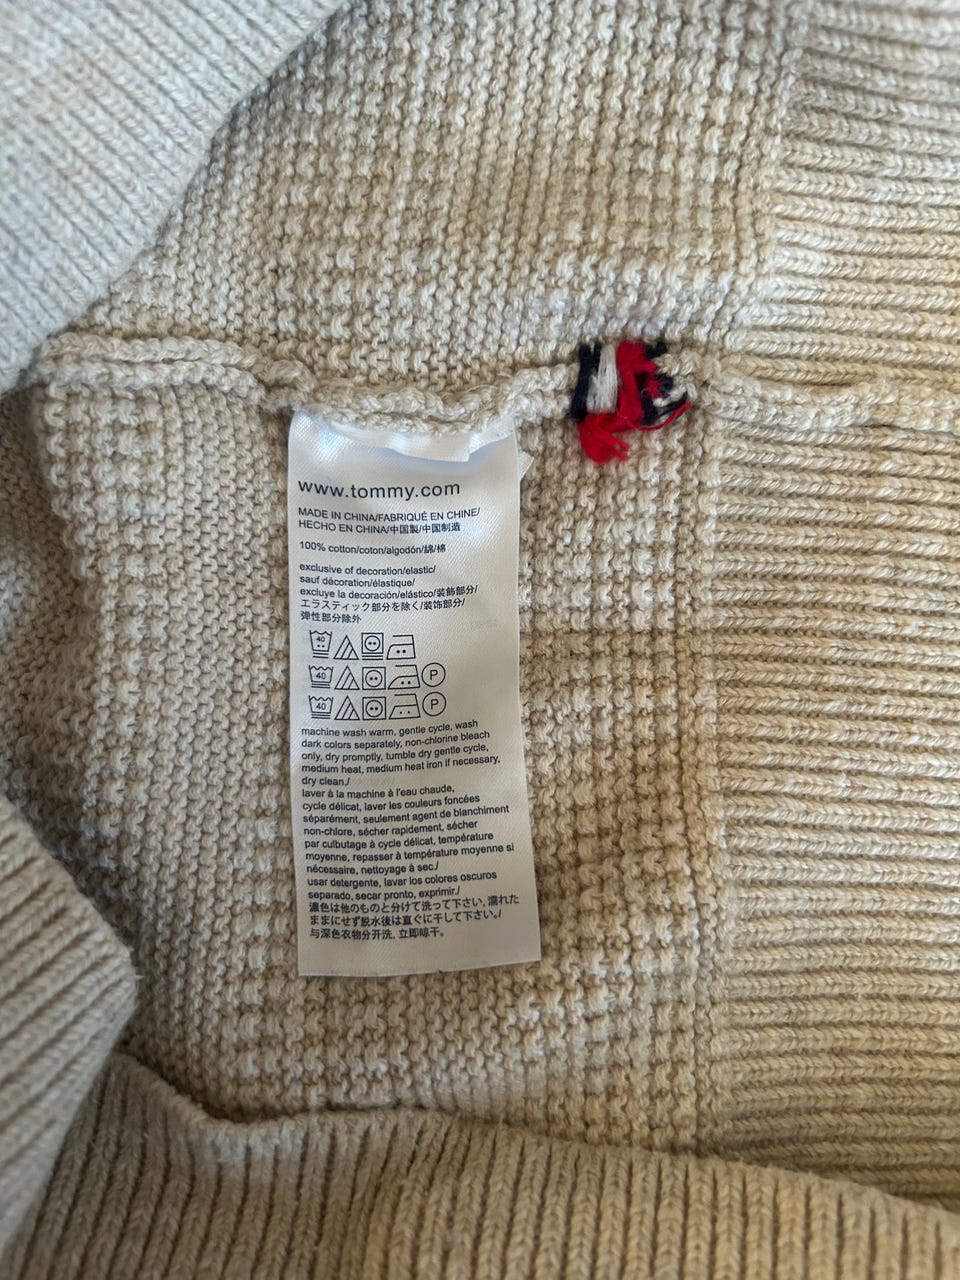 www.tommy.com
MADE IN CHINA/FABRIQUÉ EN CHINE/
HECHO EN CHINA/中国製/中国制造
100% cotton/coton/algodón/綿/棉
exclusive of decoration/elastic/
sauf décoration/élastique/
excluye la decoración/elástico/装飾部分/
エラスティック部分を除く/装饰部分/
弹性部分除外
40
40 P
40 P
machine wash warm, gentle cycle, wash
dark colors separately, non-chlorine bleach
only, dry promptly, tumble dry gentle cycle,
medium heat, medium heat iron if necessary,
dry clean./
laver à la machine à l'eau chaude,
cycle délicat, laver les couleurs foncées
séparément, seulement agent de blanchiment
non-chlore, sécher rapidement, sécher
par culbutage à cycle délicat, température
moyenne, repasser à température moyenne si
nécessaire, nettoyage à sec./
usar detergente, lavar los colores oscuros
separado, secar pronto, exprimir./
濃色は他のものと分けて洗って下さい, 濡れた
ままにせず脱水後は直ぐに干して下さい./
与深色衣物分开洗, 立即晾干。